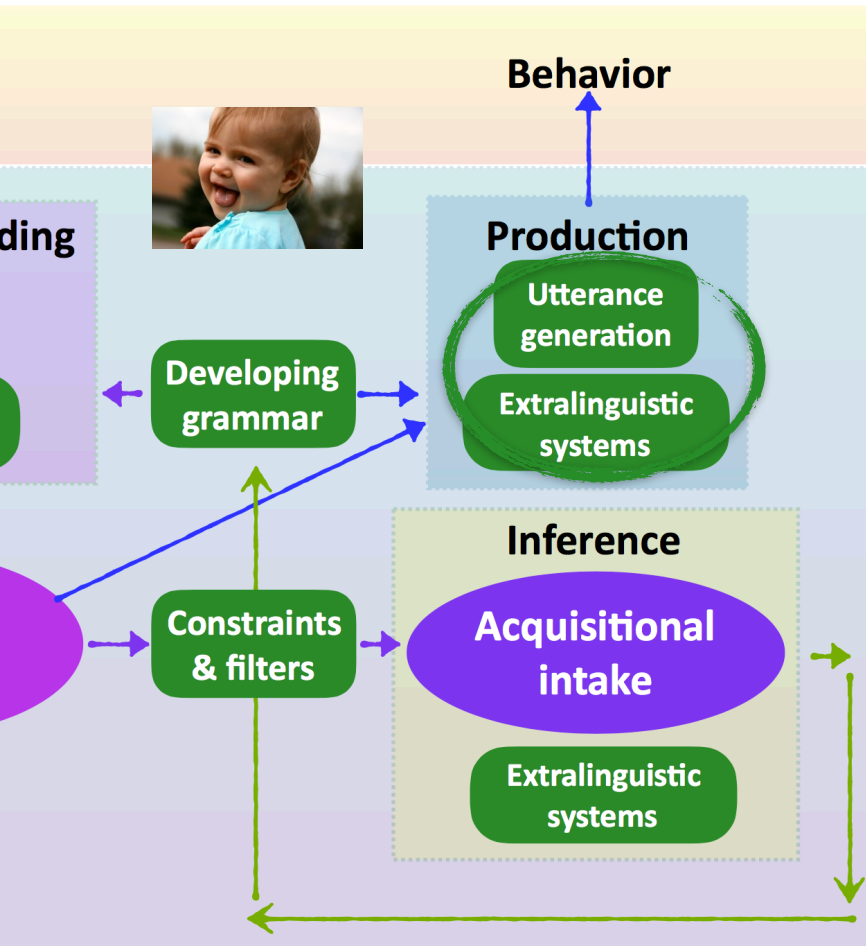 Behavior
ding
Production
Utterance
generation
Developing
grammar
Extralinguistic
systems
Inference
Constraints
& filters
Acquisitional
intake
Extralinguistic
systems